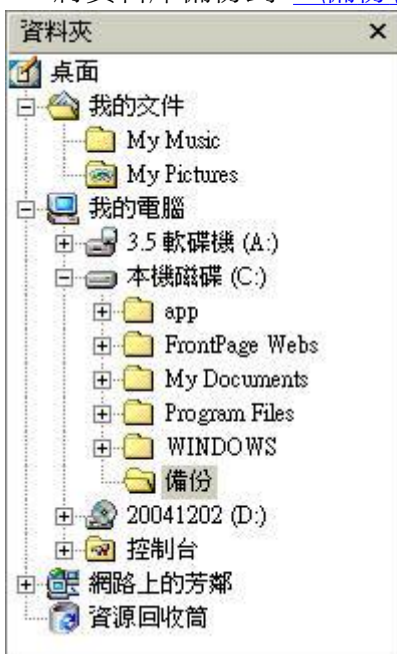 資料夾
桌面
我的文件
My Music
My Pictures
我的電腦
3.5 軟碟機 (A:)
本機磁碟 (C:)
app
FrontPage Webs
My Documents
Program Files
WINDOWS
備份
20041202 (D:)
控制台
網路上的芳鄰
資源回收筒